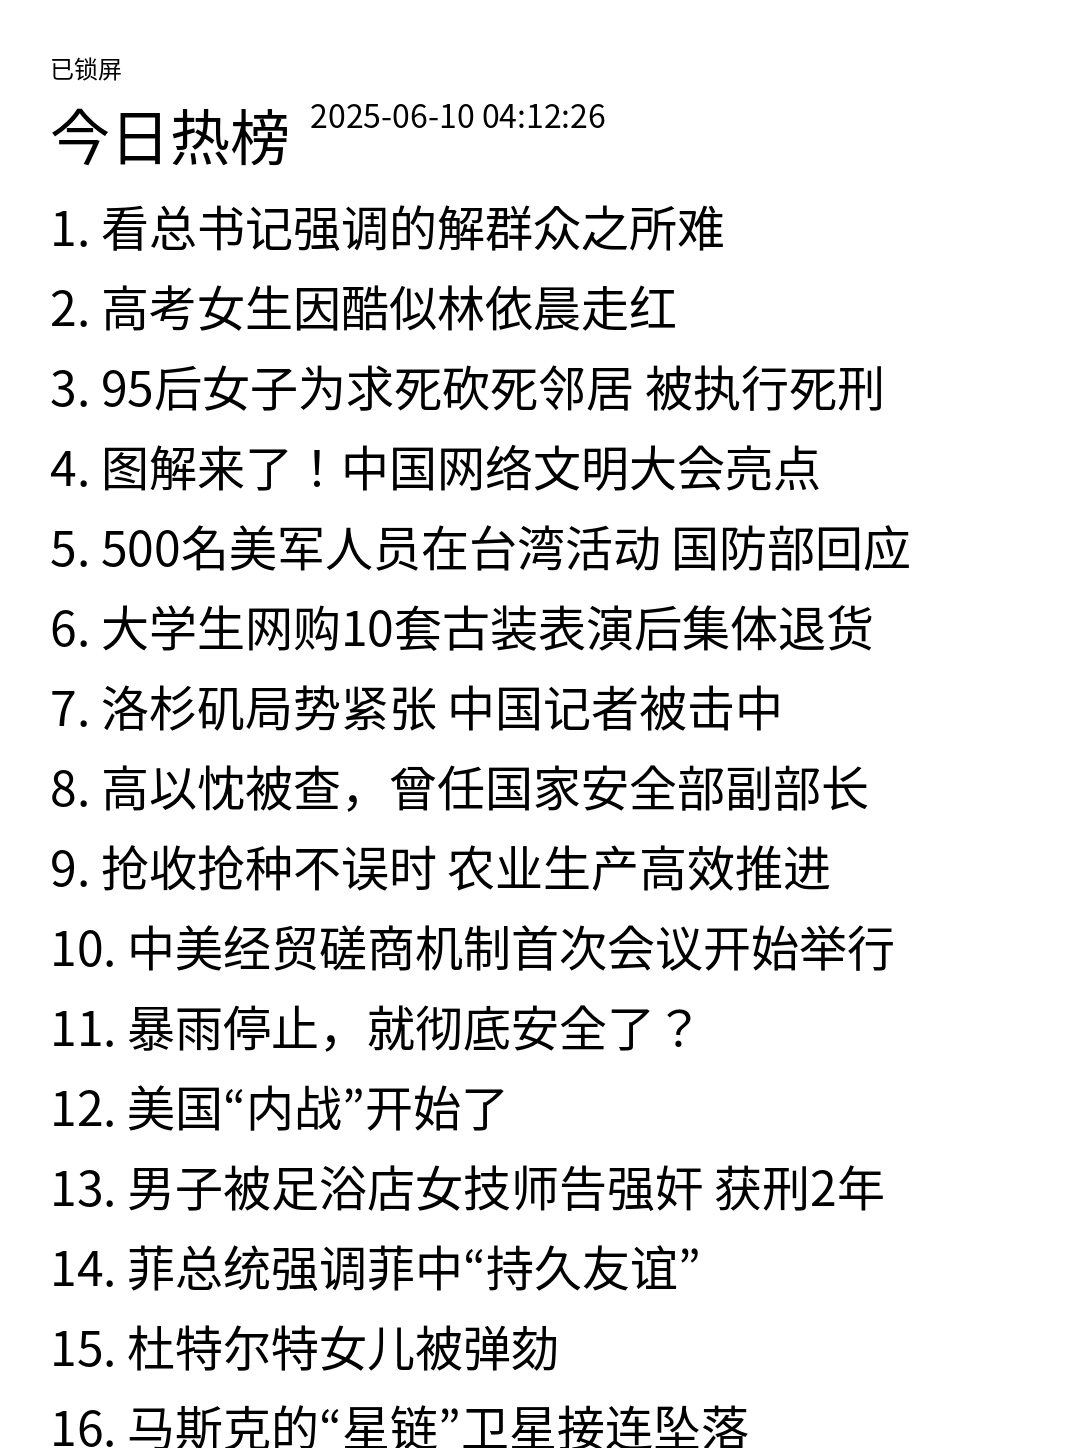 已锁屏
今日热榜 2025-06-10 04:12:26
1. 看总书记强调的解群众之所难
2. 高考女生因酷似林依晨走红
3. 95后女子为求死砍死邻居 被执行死刑
4. 图解来了！中国网络文明大会亮点
5. 500名美军人员在台湾活动 国防部回应
6. 大学生网购10套古装表演后集体退货
7. 洛杉矶局势紧张 中国记者被击中
8. 高以忱被查，曾任国家安全部副部长
9. 抢收抢种不误时 农业生产高效推进
10. 中美经贸磋商机制首次会议开始举行
11. 暴雨停止，就彻底安全了？
12. 美国“内战”开始了
13. 男子被足浴店女技师告强奸 获刑2年
14. 菲总统强调菲中“持久友谊”
15. 杜特尔特女儿被弹劾
16. 马斯克的“星链”卫星接连坠落